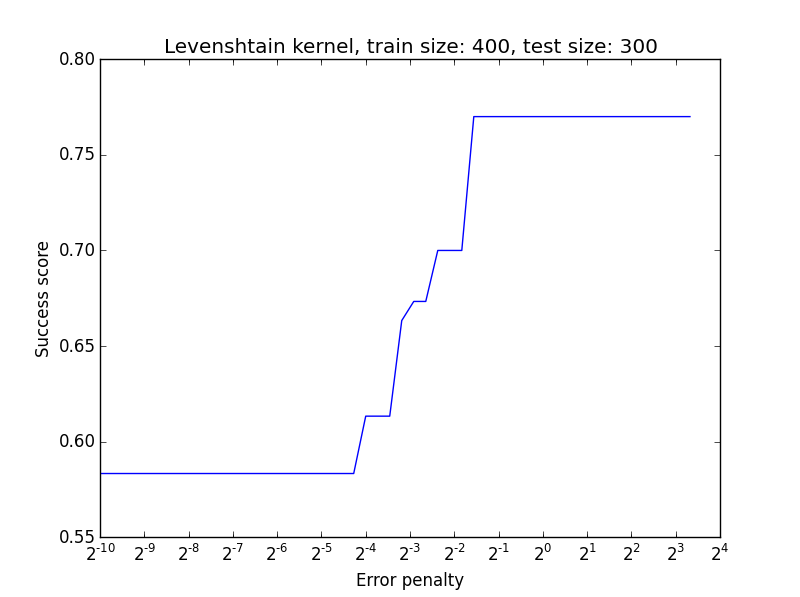 Levenshtain kernel, train size: 400, test size: 300
0.80
0.75
0.70
0.65
0.60
0.55
Success score
2^-10 2^-9 2^-8 2^-7 2^-6 2^-5 2^-4 2^-3 2^-2 2^-1 2^0 2^1 2^2 2^3 2^4
Error penalty